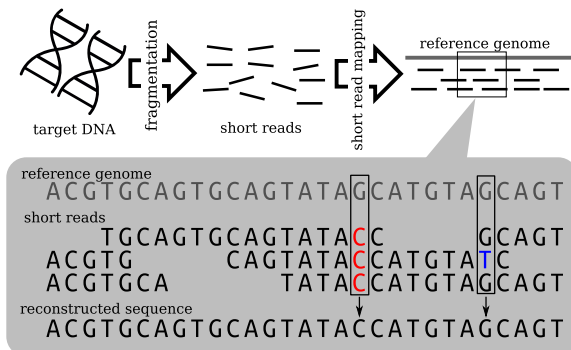 reference genome
fragmentation
short read mapping
target DNA
short reads
reference genome
ACGTGCAGTGCAGTATAGCATGTAGCAGT
short reads
TGCAGTGCAGTATACC GCAGT
ACGTG CAGTATACCATGTATC
ACGTGCA TATACCATGTAGCAGT
reconstructed sequence
ACGTGCAGTGCAGTATACCATGTAGCAGT